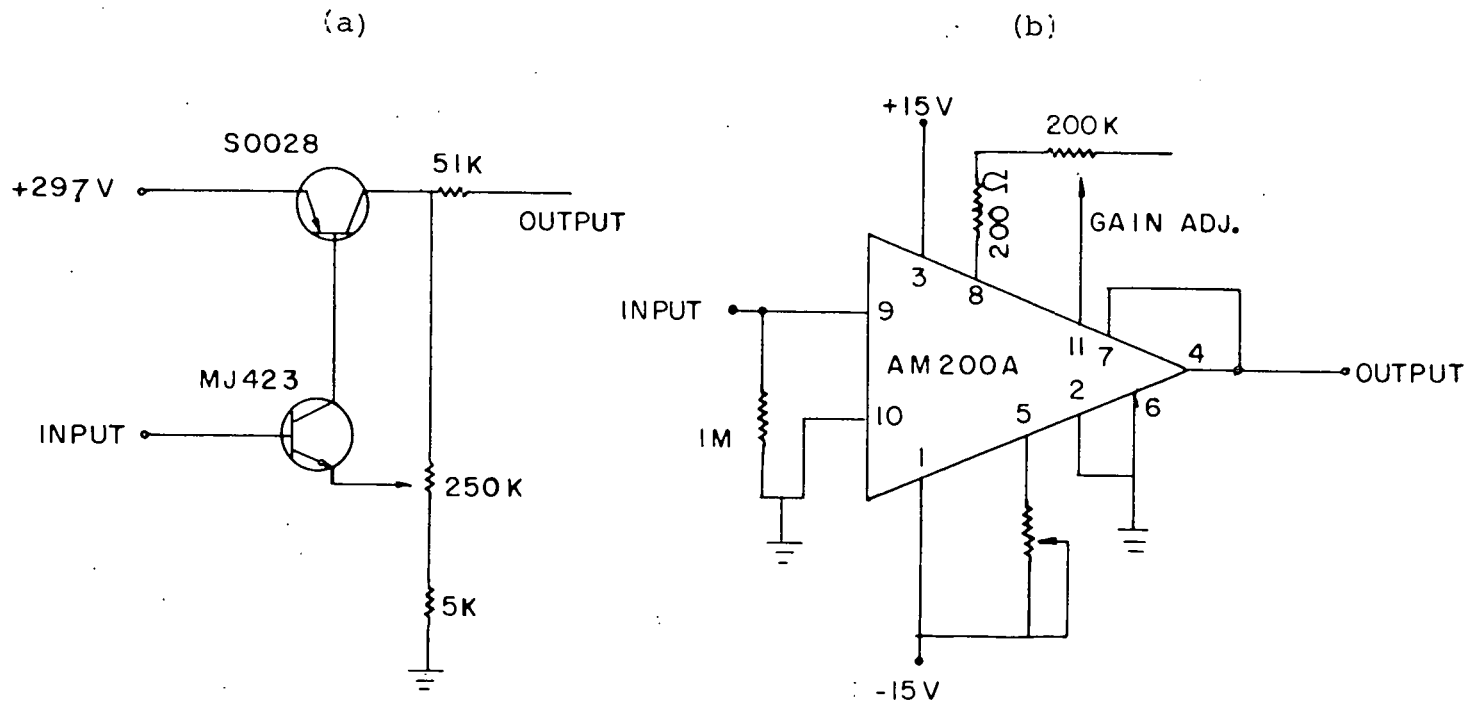 (a)
S0028
51K
+297V
OUTPUT
MJ423
INPUT
250K
5K
(b)
+15V
200K
200 Ω
GAIN ADJ.
3
8
INPUT
9
11
7
4
AM200A
OUTPUT
10
5
2
6
1M
1
-15V